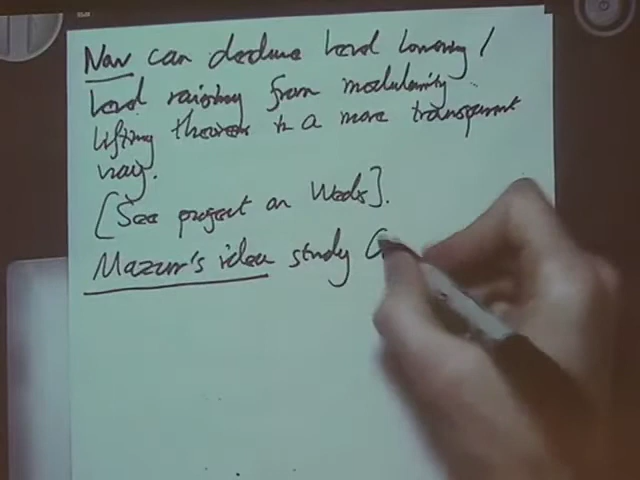 Now can deduce level lowering /
level raising from modularity
lifting theorem in a more transparent
way.
[See project on Weds].
Mazur's idea study G